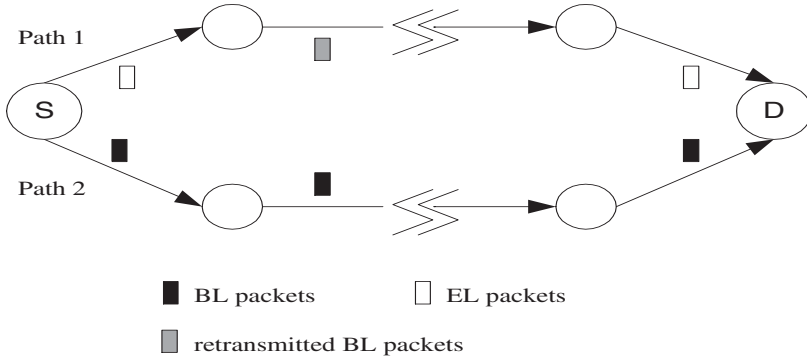 Path 1
S
D
Path 2
BL packets
EL packets
retransmitted BL packets